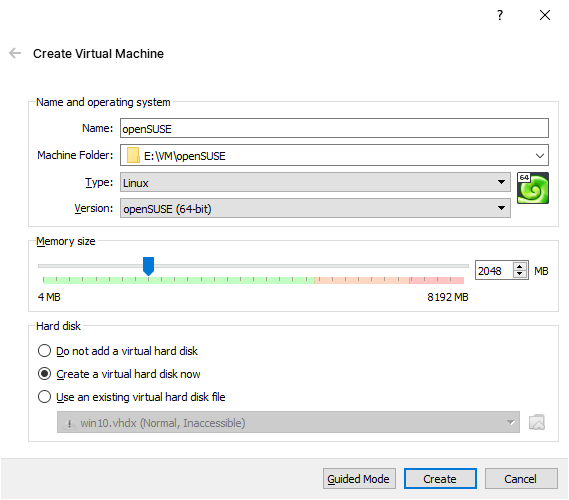 ?
Create Virtual Machine
Name and operating system
Name: openSUSE
Machine Folder: E:\VM\openSUSE
Type: Linux
64
Version: openSUSE (64-bit)
Memory size
2048 MB
4 MB 8192 MB
Hard disk
Do not add a virtual hard disk
Create a virtual hard disk now
Use an existing virtual hard disk file
win10.vhdx (Normal, Inaccessible)
Guided Mode Create Cancel